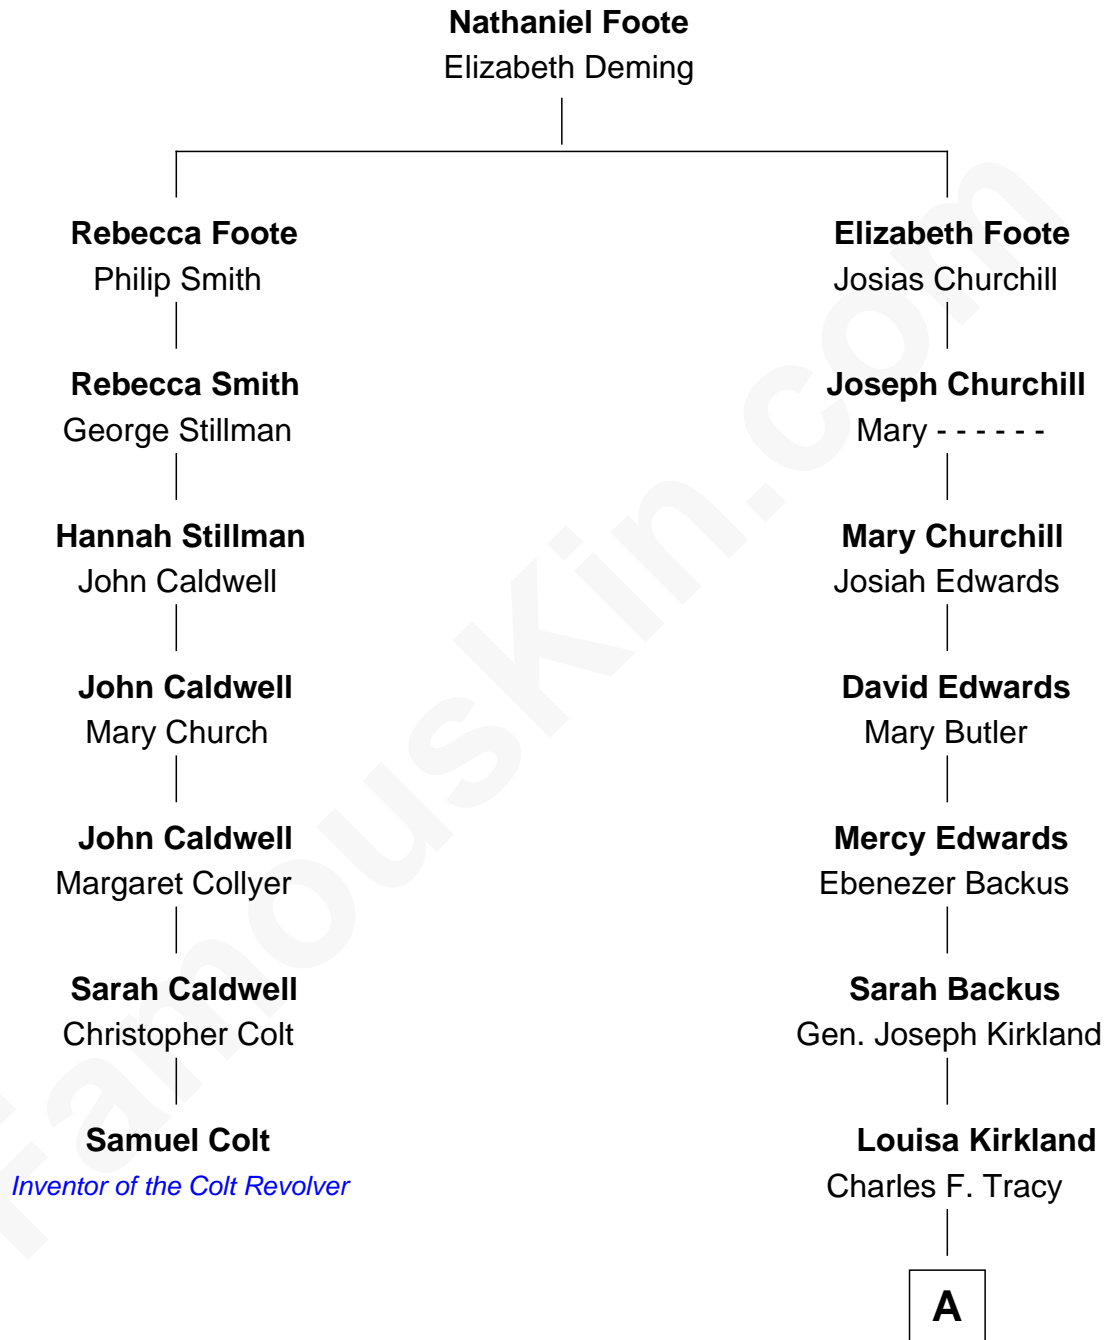 Nathaniel Foote
Elizabeth Deming
Rebecca Foote
Philip Smith
Rebecca Smith
George Stillman
Hannah Stillman
John Caldwell
John Caldwell
Mary Church
John Caldwell
Margaret Collyer
Sarah Caldwell
Christopher Colt
Samuel Colt
Inventor of the Colt Revolver
Elizabeth Foote
Josias Churchill
Joseph Churchill
Mary - - - - - -
Mary Churchill
Josiah Edwards
David Edwards
Mary Butler
Mercy Edwards
Ebenezer Backus
Sarah Backus
Gen. Joseph Kirkland
Louisa Kirkland
Charles F. Tracy
A
FamousKin.com